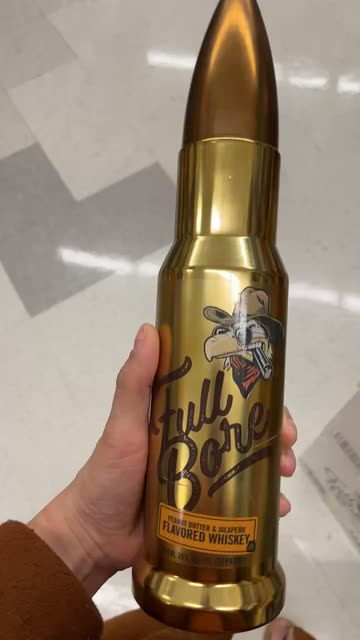 Full
Bore
PEANUT BUTTER & JALAPEÑO
FLAVORED WHISKEY